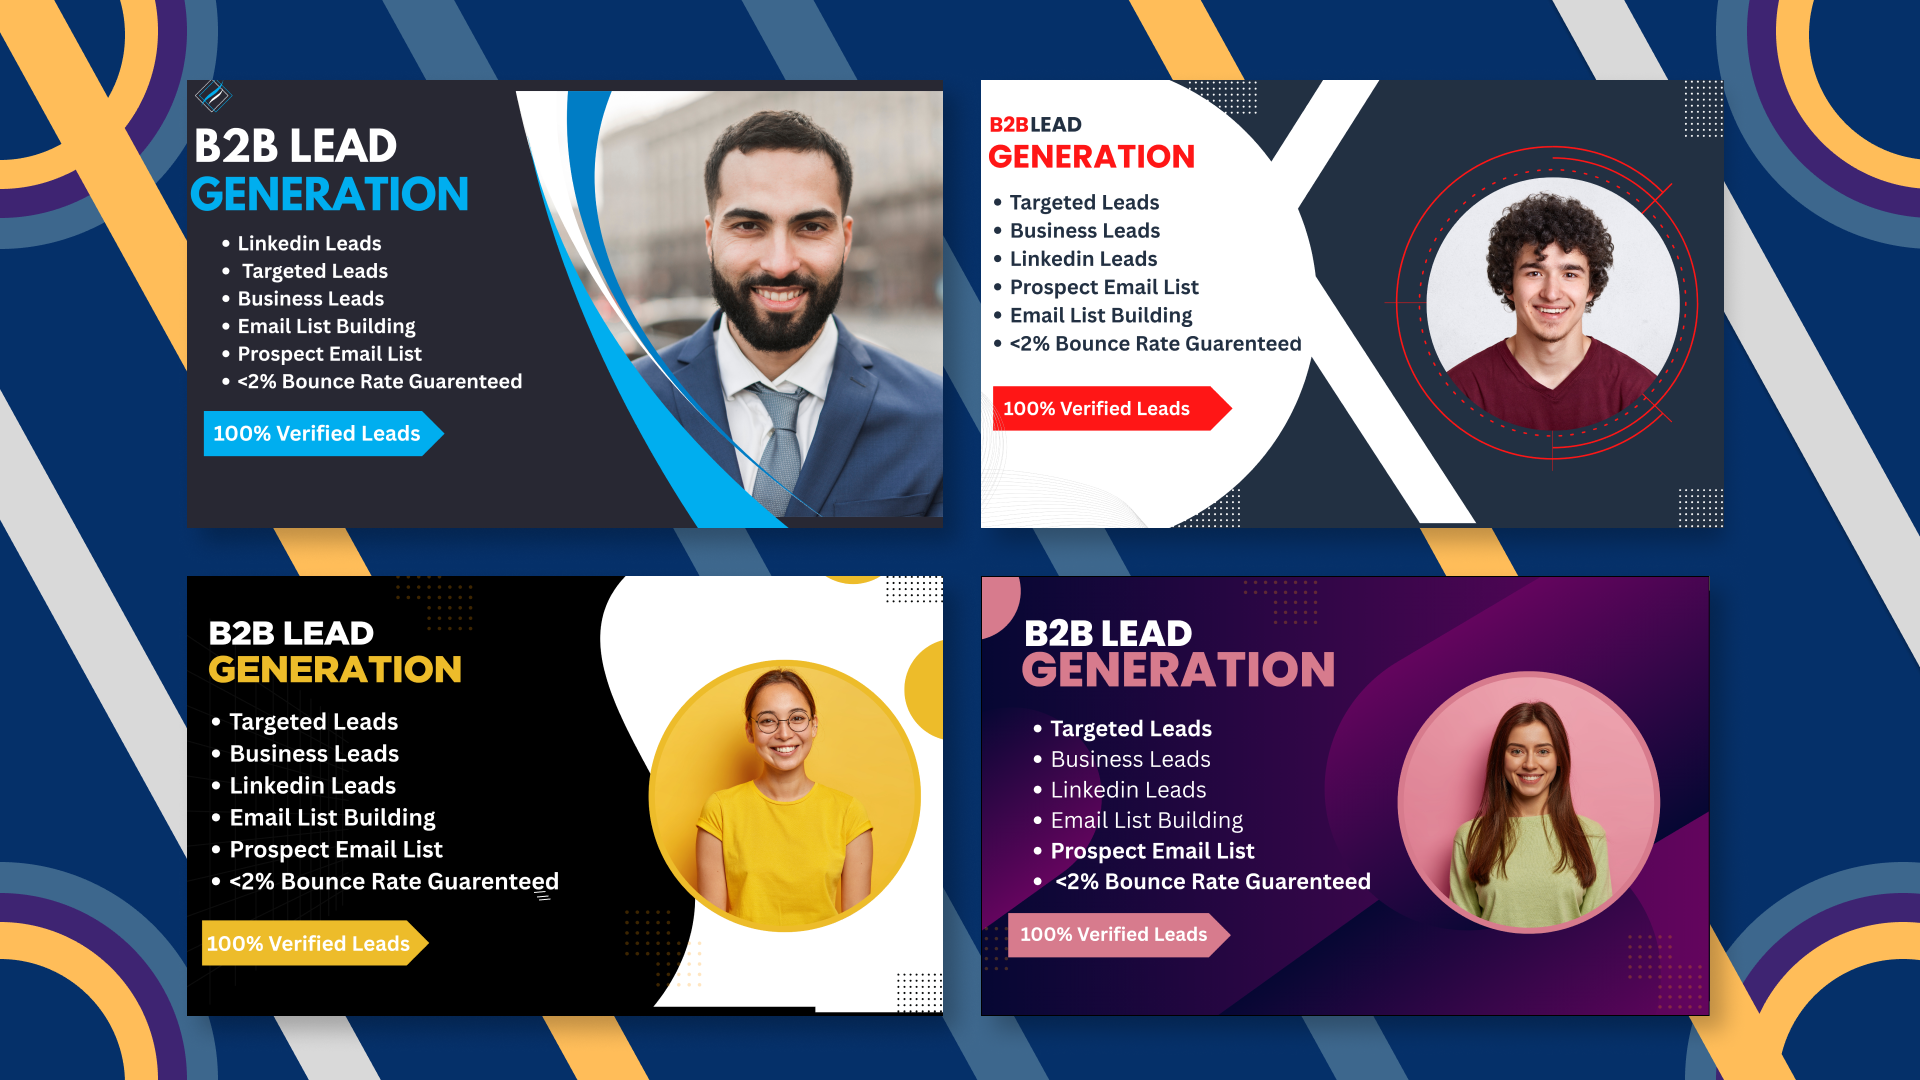 B2B LEAD
GENERATION
• Linkedin Leads
• Targeted Leads
• Business Leads
• Email List Building
• Prospect Email List
• <2% Bounce Rate Guarenteed
100% Verified Leads
B2B LEAD
GENERATION
• Targeted Leads
• Business Leads
• Linkedin Leads
• Prospect Email List
• Email List Building
• <2% Bounce Rate Guarenteed
100% Verified Leads
B2B LEAD
GENERATION
• Targeted Leads
• Business Leads
• Linkedin Leads
• Email List Building
• Prospect Email List
• <2% Bounce Rate Guarenteed
100% Verified Leads
B2B LEAD
GENERATION
• Targeted Leads
• Business Leads
• Linkedin Leads
• Email List Building
• Prospect Email List
• <2% Bounce Rate Guarenteed
100% Verified Leads